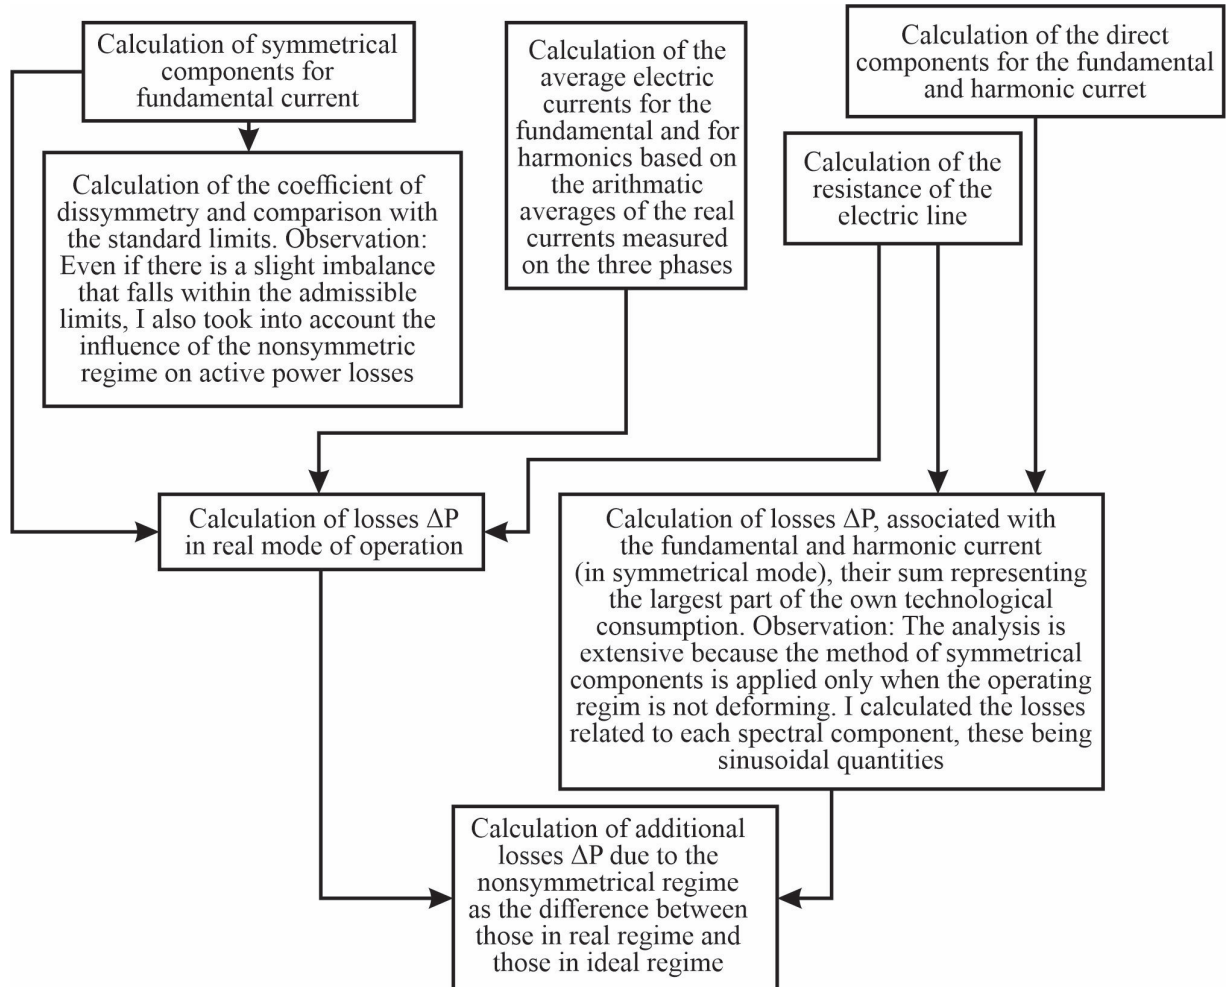 Calculation of symmetrical
components for
fundamental current
Calculation of the coefficient of
dissymmetry and comparison with
the standard limits. Observation:
Even if there is a slight imbalance
that falls within the admissible
limits, I also took into account the
influence of the nonsymmetric
regime on active power losses
Calculation of the
average electric
currents for the
fundamental and for
harmonics based on
the arithmatic
averages of the real
currents measured
on the three phases
Calculation of the direct
components for the fundamental
and harmonic curret
Calculation of the
resistance of the
electric line
Calculation of losses ΔP
in real mode of operation
Calculation of losses ΔP, associated with
the fundamental and harmonic current
(in symmetrical mode), their sum representing
the largest part of the own technological
consumption. Observation: The analysis is
extensive because the method of symmetrical
components is applied only when the operating
regim is not deforming. I calculated the losses
related to each spectral component, these being
sinusoidal quantities
Calculation of additional
losses ΔP due to the
nonsymmetrical regime
as the difference between
those in real regime and
those in ideal regime